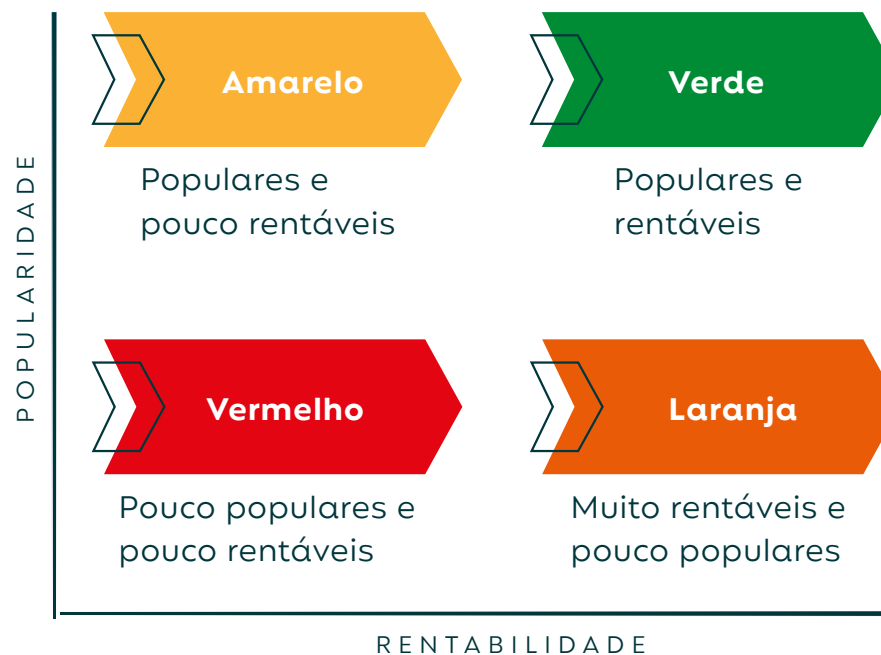 POPULARIDADE
Amarelo
Populares e
pouco rentáveis
Verde
Populares e
rentáveis
Vermelho
Pouco populares e
pouco rentáveis
Laranja
Muito rentáveis e
pouco populares
RENTABILIDADE